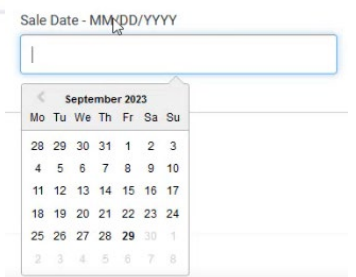 Sale Date - MM/DD/YYYY
September 2023
Mo Tu We Th Fr Sa Su
28 29 30 31 1 2 3
4 5 6 7 8 9 10
11 12 13 14 15 16 17
18 19 20 21 22 23 24
25 26 27 28 29 30 1
2 3 4 5 6 7 8